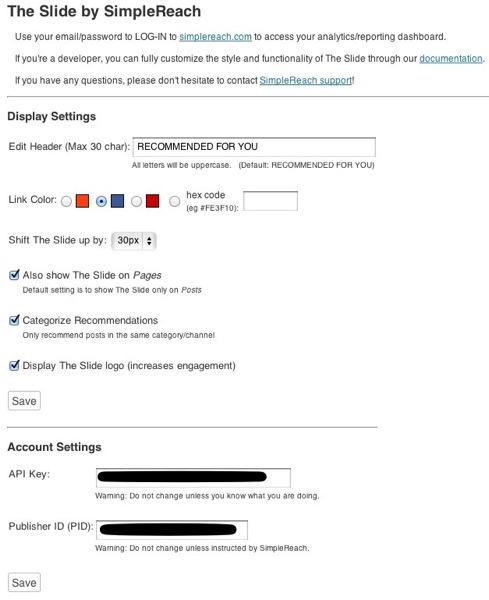 The Slide by SimpleReach
Use your email/password to LOG-IN to simplereach.com to access your analytics/reporting dashboard.
If you're a developer, you can fully customize the style and functionality of The Slide through our documentation.
If you have any questions, please don't hesitate to contact SimpleReach support!
Display Settings
Edit Header (Max 30 char): RECOMMENDED FOR YOU
All letters will be uppercase. (Default: RECOMMENDED FOR YOU)
Link Color: hex code
(eg #FE3F10):
Shift The Slide up by: 30px
Also show The Slide on Pages
Default setting is to show The Slide only on Posts
Categorize Recommendations
Only recommend posts in the same category/channel
Display The Slide logo (increases engagement)
Save
Account Settings
API Key:
Warning: Do not change unless you know what you are doing.
Publisher ID (PID):
Warning: Do not change unless instructed by SimpleReach.
Save